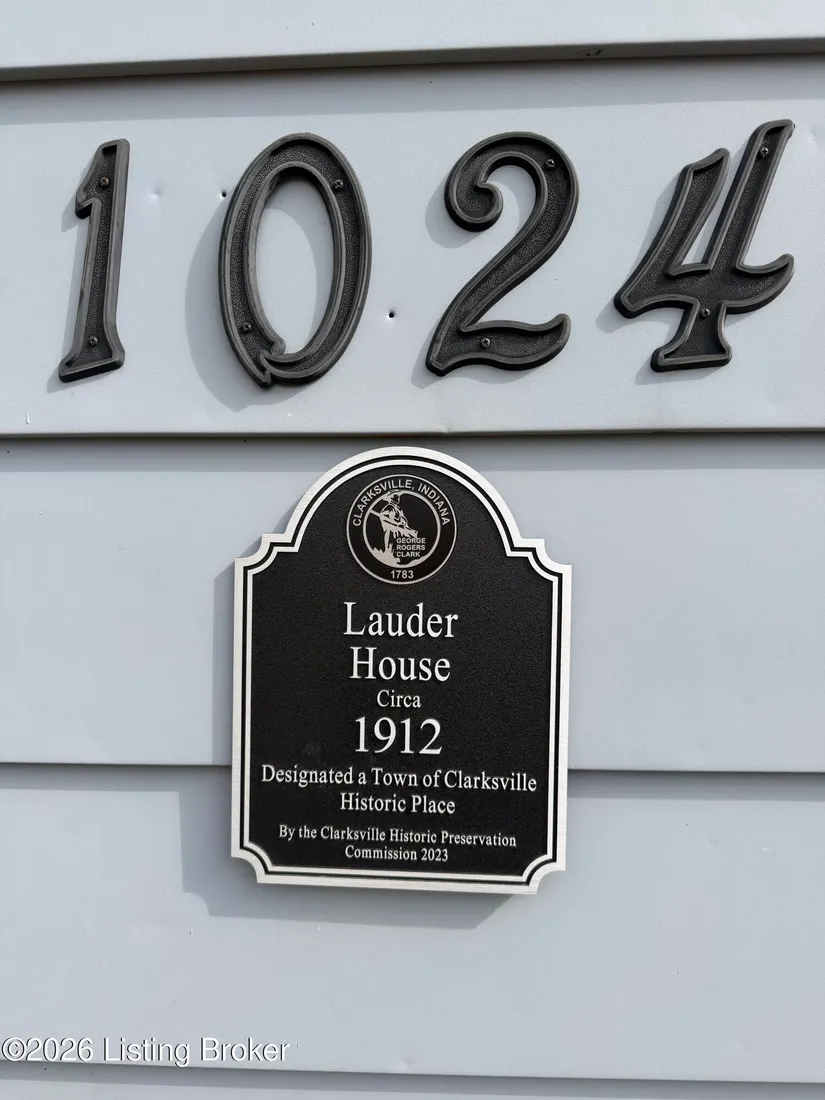 1024
CLARKSVILLE, INDIANA
GEORGE
ROGERS
CLARK
1783
Lauder
House
Circa
1912
Designated a Town of Clarksville
Historic Place
By the Clarksville Historic Preservation
Commission 2023
©2026 Listing Broker